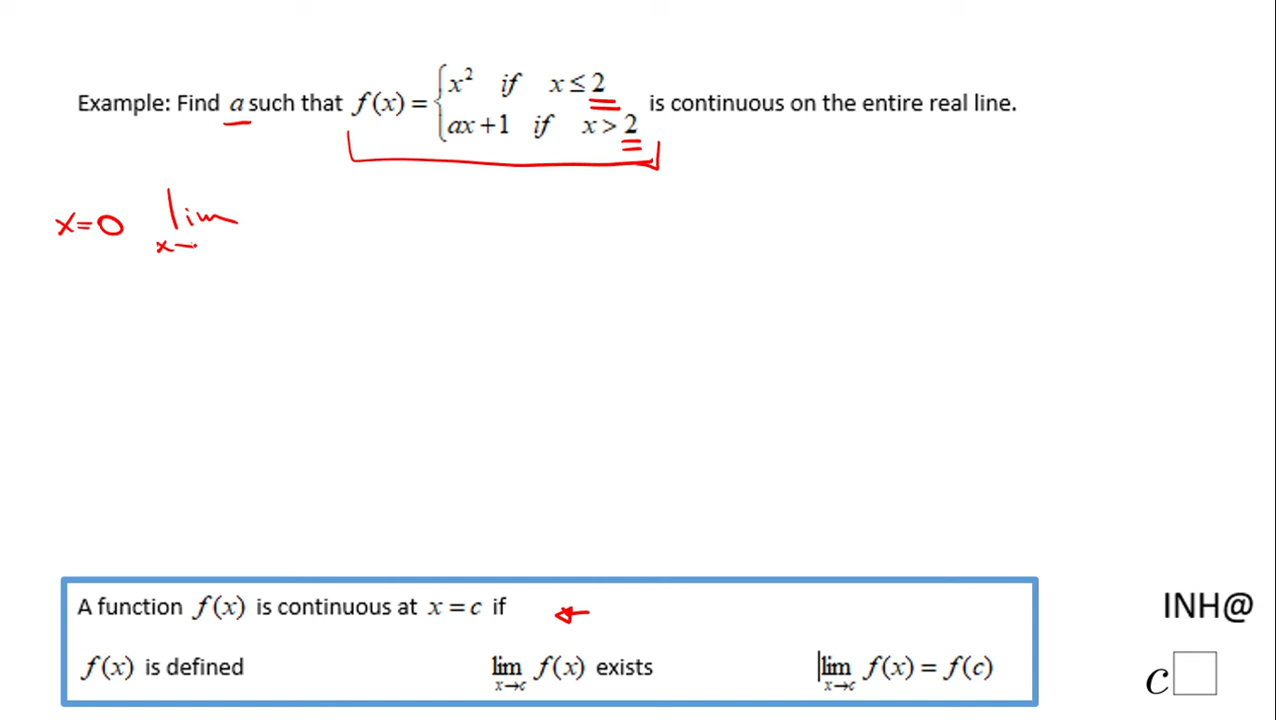 Example: Find a such that f(x) = { x² if x ≤ 2 is continuous on the entire real line.
ax + 1 if x > 2
x = 0 lim
x→
A function f(x) is continuous at x = c if
f(x) is defined lim f(x) exists lim f(x) = f(c)
x→c x→c
INH@
c